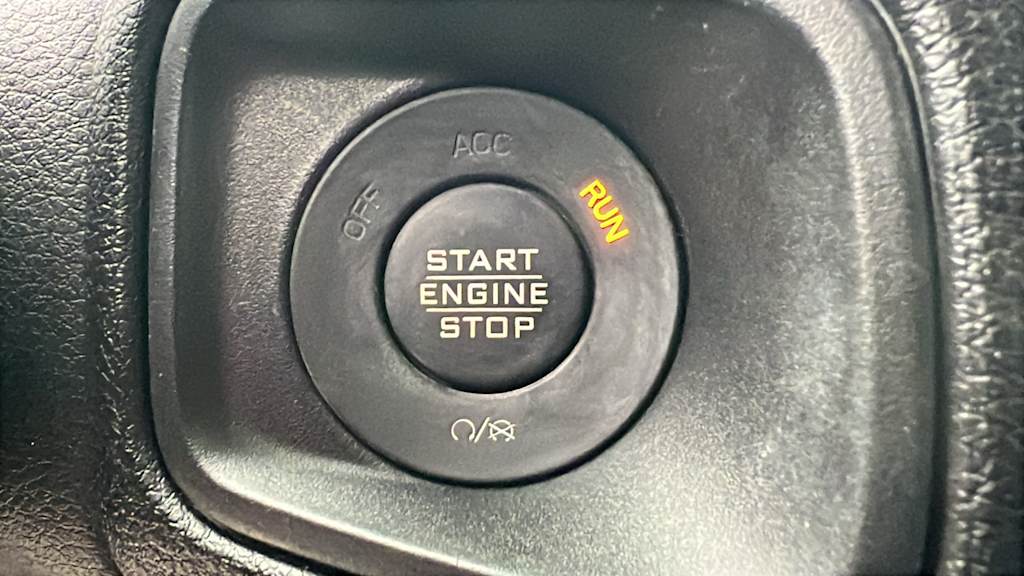 ACC
OFF
RUN
START
ENGINE
STOP